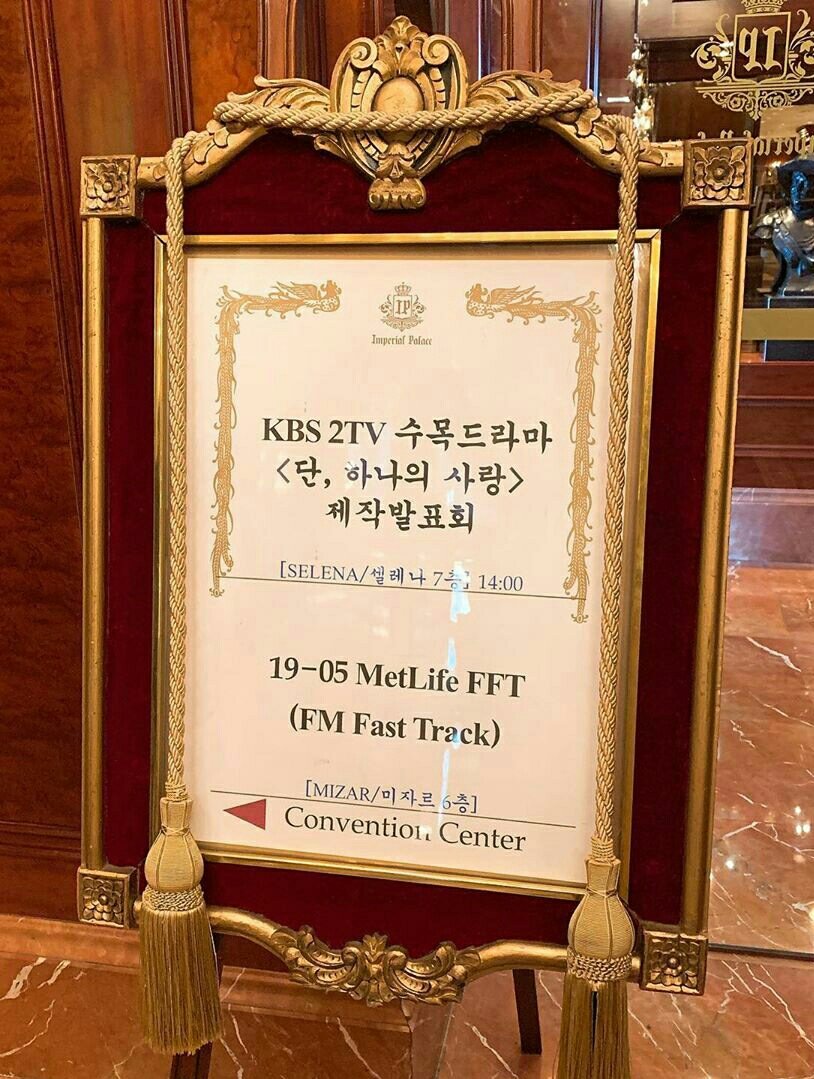 IP
IP
Imperial Palace
KBS 2TV 수목드라마
<단, 하나의 사랑>
제작발표회
[SELENA/셀레나 7층] 14:00
19-05 MetLife FFT
(FM Fast Track)
[MIZAR/미자르 6층]
Convention Center